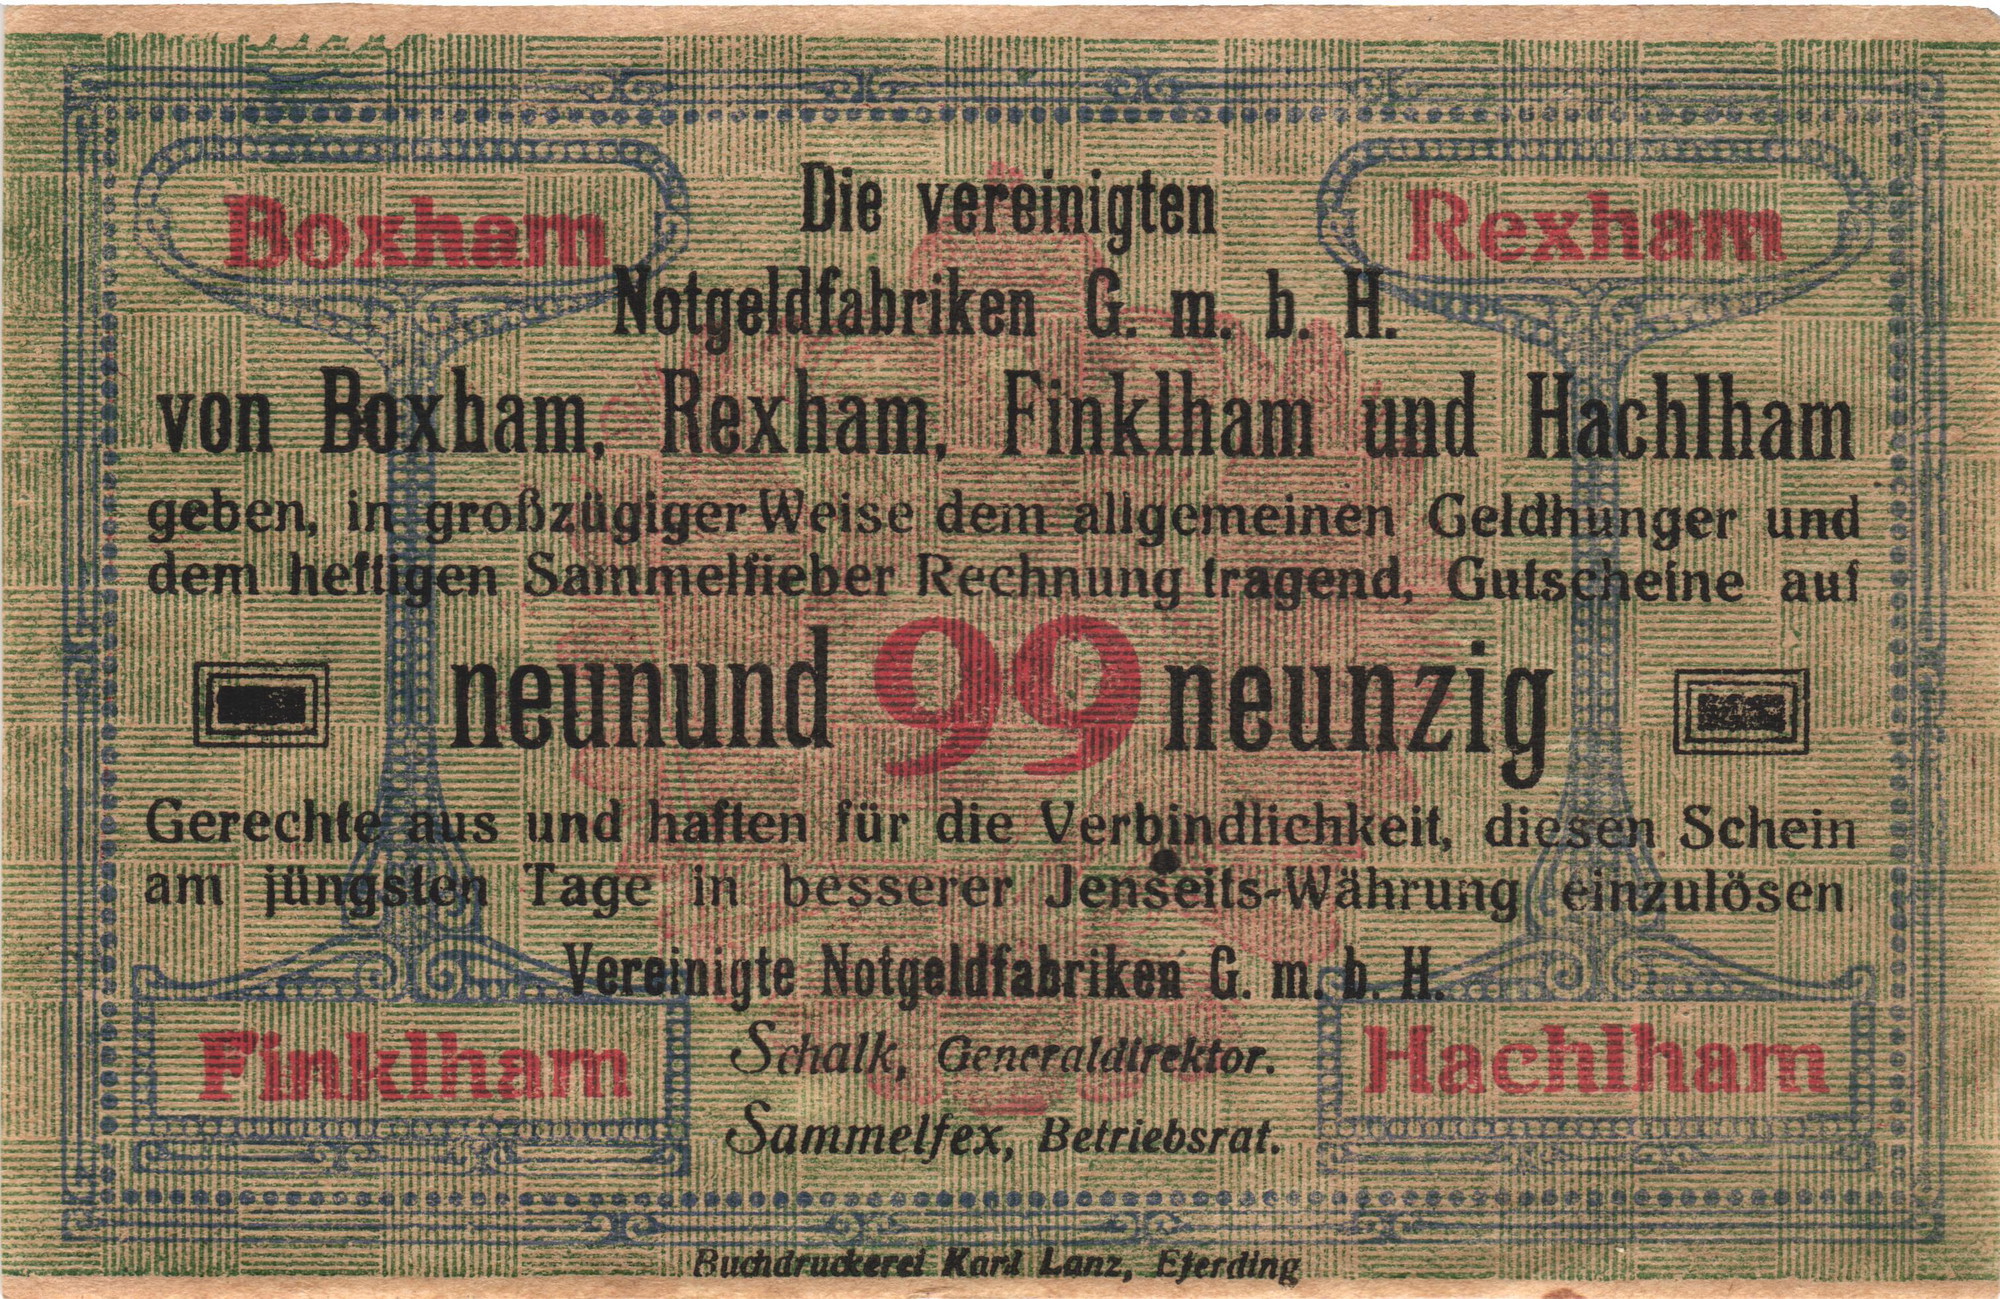 Boxham
Rexham
Die vereinigten
Notgeldfabriken G. m. b. H.
von Boxham, Rexham, Finklham und Hachlham
geben, in großzügiger Weise dem allgemeinen Geldhunger und
dem heftigen Sammelfieber Rechnung tragend, Gutscheine auf
neunund 99 neunzig
Gerechte aus und haften für die Verbindlichkeit, diesen Schein
am jüngsten Tage in besserer Jenseits-Währung einzulösen.
Vereinigte Notgeldfabriken G. m. b. H.
Finklham
Hachlham
Schalk, Generaldirektor.
Sammelfex, Betriebsrat.
Buchdruckerei Karl Lanz, Eferding